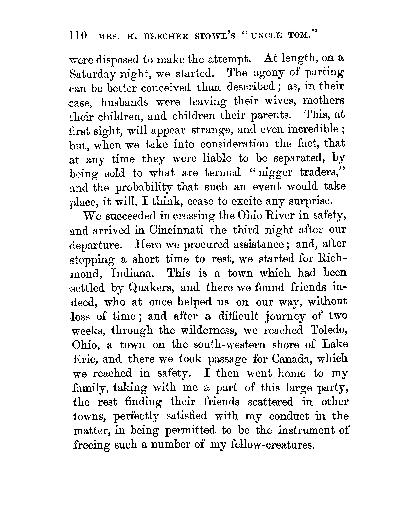 110 MRS. H. BEECHER STOWE'S "UNCLE TOM."
were disposed to make the attempt. At length, on a
Saturday night, we started. The agony of parting
can be better conceived than described; as, in their
case, husbands were leaving their wives, mothers
their children, and children their parents. This, at
first sight, will appear strange, and even incredible;
but, when we take into consideration the fact, that
at any time they were liable to be separated, by
being sold to what are termed "nigger traders,"
and the probability that such an event would take
place, it will, I think, cease to excite any surprise.
We succeeded in crossing the Ohio River in safety,
and arrived in Cincinnati the third night after our
departure. Here we procured assistance; and, after
stopping a short time to rest, we started for Rich-
mond, Indiana. This is a town which had been
settled by Quakers, and there we found friends in-
deed, who at once helped us on our way, without
loss of time; and after a difficult journey of two
weeks, through the wilderness, we reached Toledo,
Ohio, a town on the south-western shore of Lake
Erie, and there we took passage for Canada, which
we reached in safety. I then went home to my
family, taking with me a part of this large party,
the rest finding their friends scattered in other
towns, perfectly satisfied with my conduct in the
matter, in being permitted to be the instrument of
freeing such a number of my fellow-creatures.